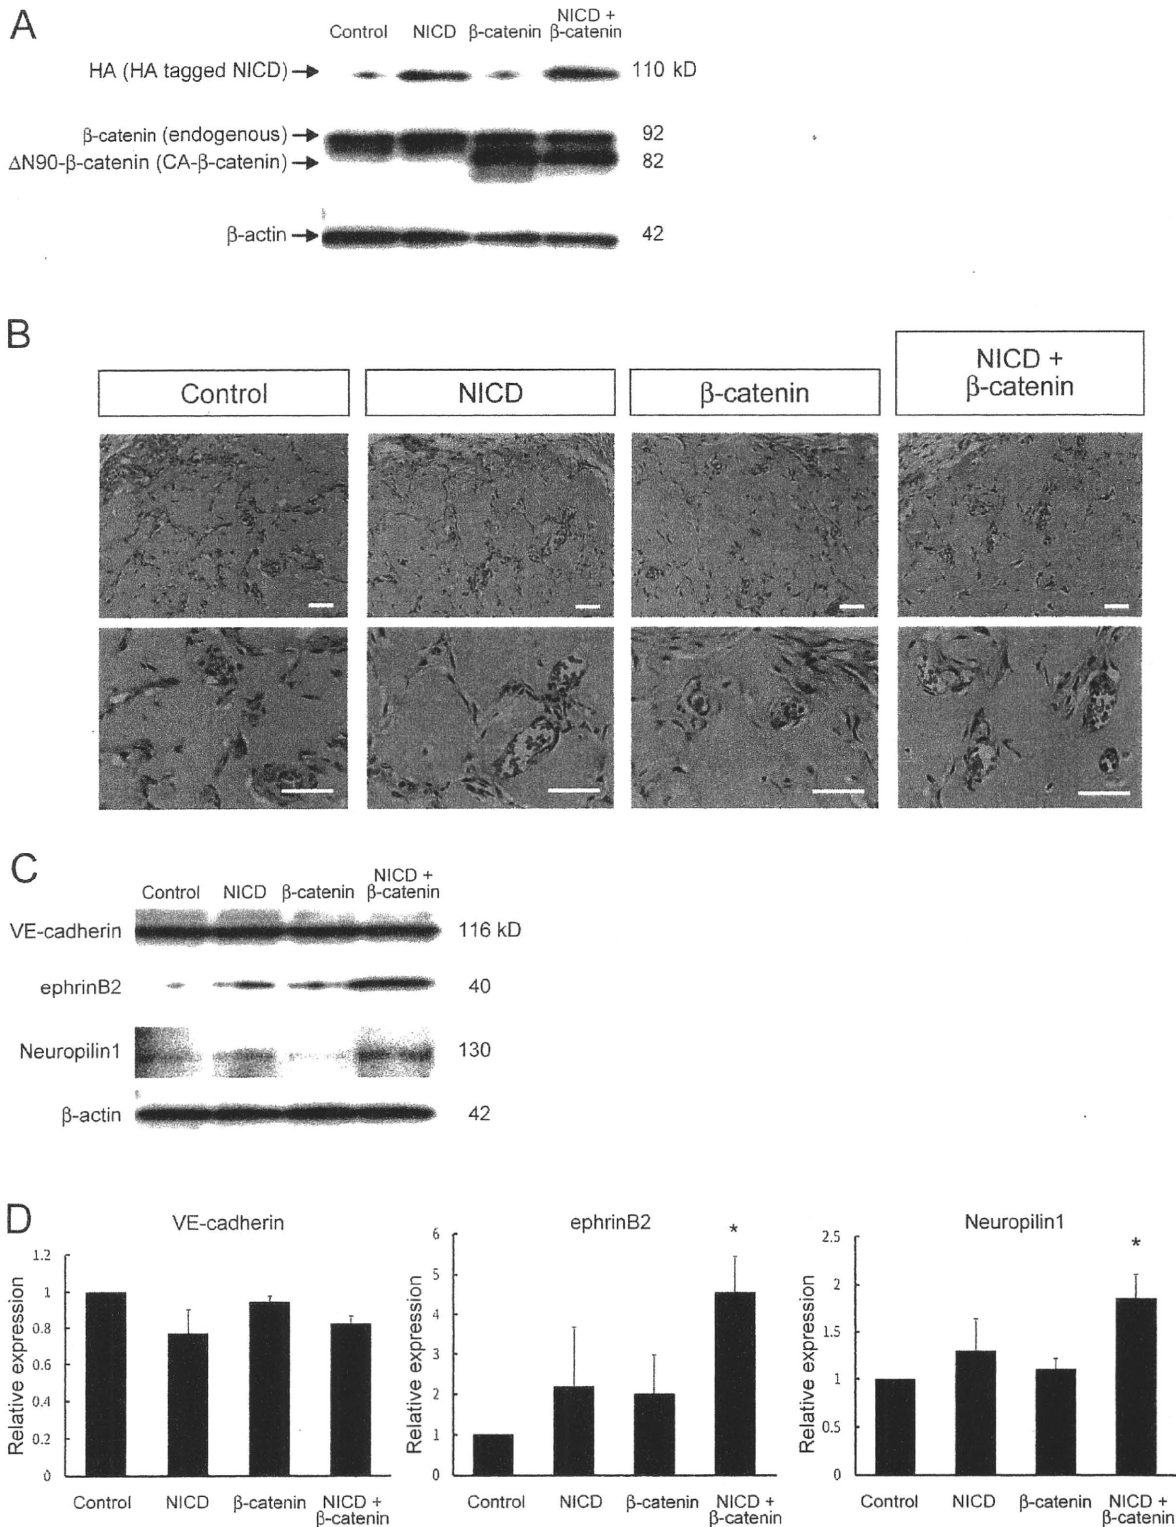 A
Control NICD β-catenin NICD + β-catenin
HA (HA tagged NICD) 110 kD
β-catenin (endogenous) 92
ΔN90-β-catenin (CA-β-catenin) 82
β-actin 42
B
Control NICD β-catenin NICD + β-catenin
C
Control NICD β-catenin NICD + β-catenin
VE-cadherin 116 kD
ephrinB2 40
Neuropilin1 130
β-actin 42
D
VE-cadherin
Relative expression
1.2
1
0.8
0.6
0.4
0.2
0
Control NICD β-catenin NICD + β-catenin
ephrinB2
*
Relative expression
6
5
4
3
2
1
0
Control NICD β-catenin NICD + β-catenin
Neuropilin1
*
Relative expression
2.5
2
1.5
1
0.5
0
Control NICD β-catenin NICD + β-catenin